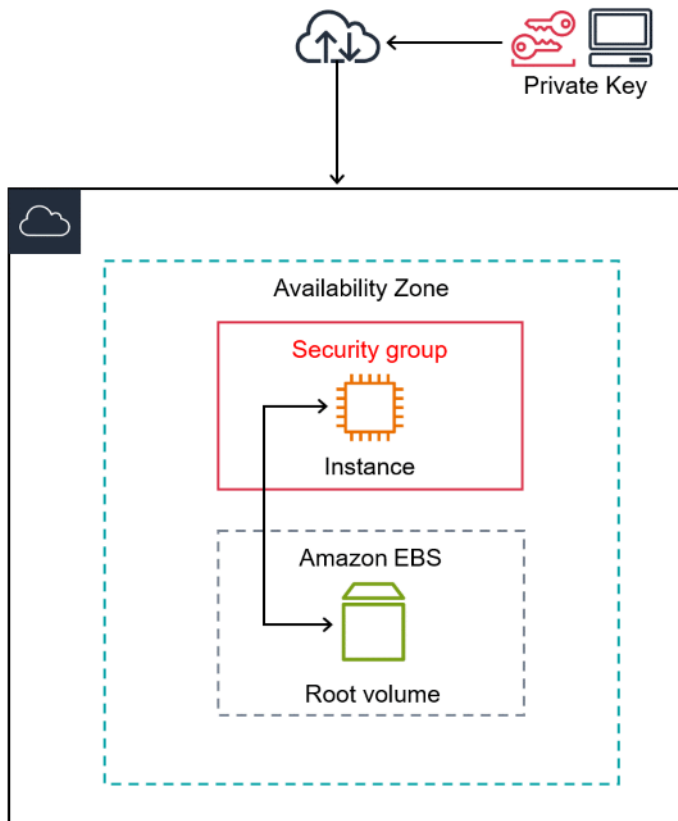 Private Key
Availability Zone
Security group
Instance
Amazon EBS
Root volume